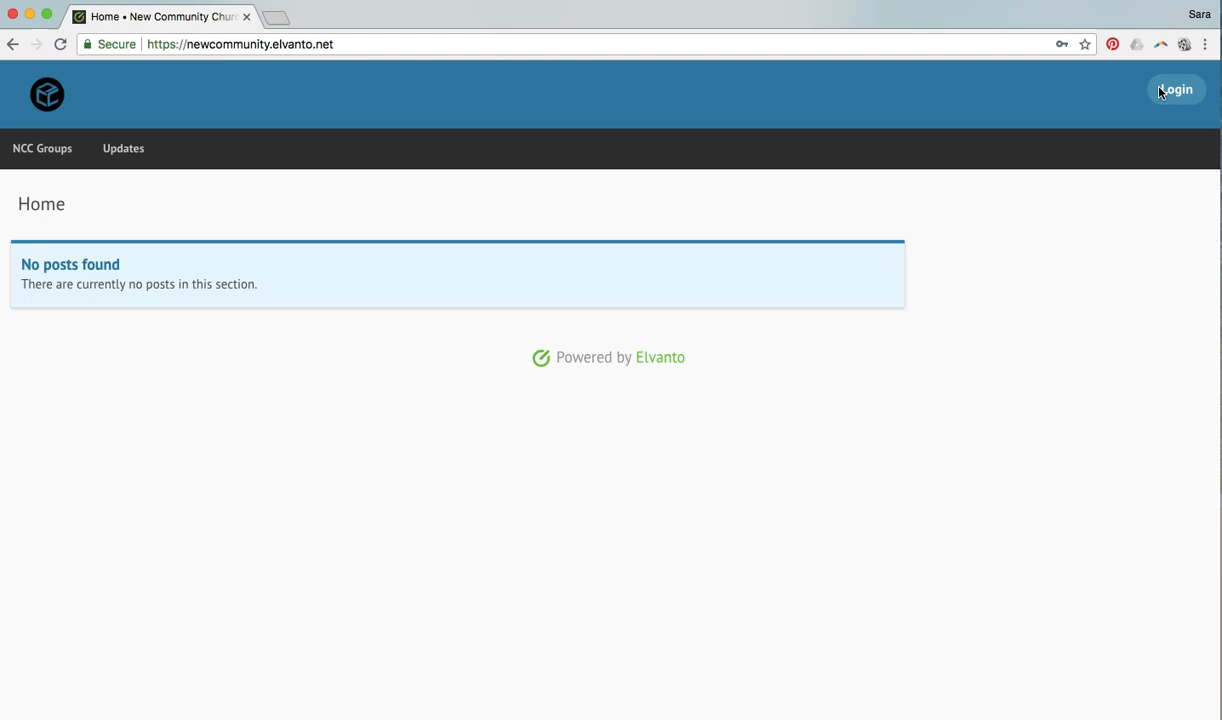 Home • New Community Chur
Sara
Secure
https://newcommunity.elvanto.net
Login
NCC Groups
Updates
Home
No posts found
There are currently no posts in this section.
Powered by Elvanto